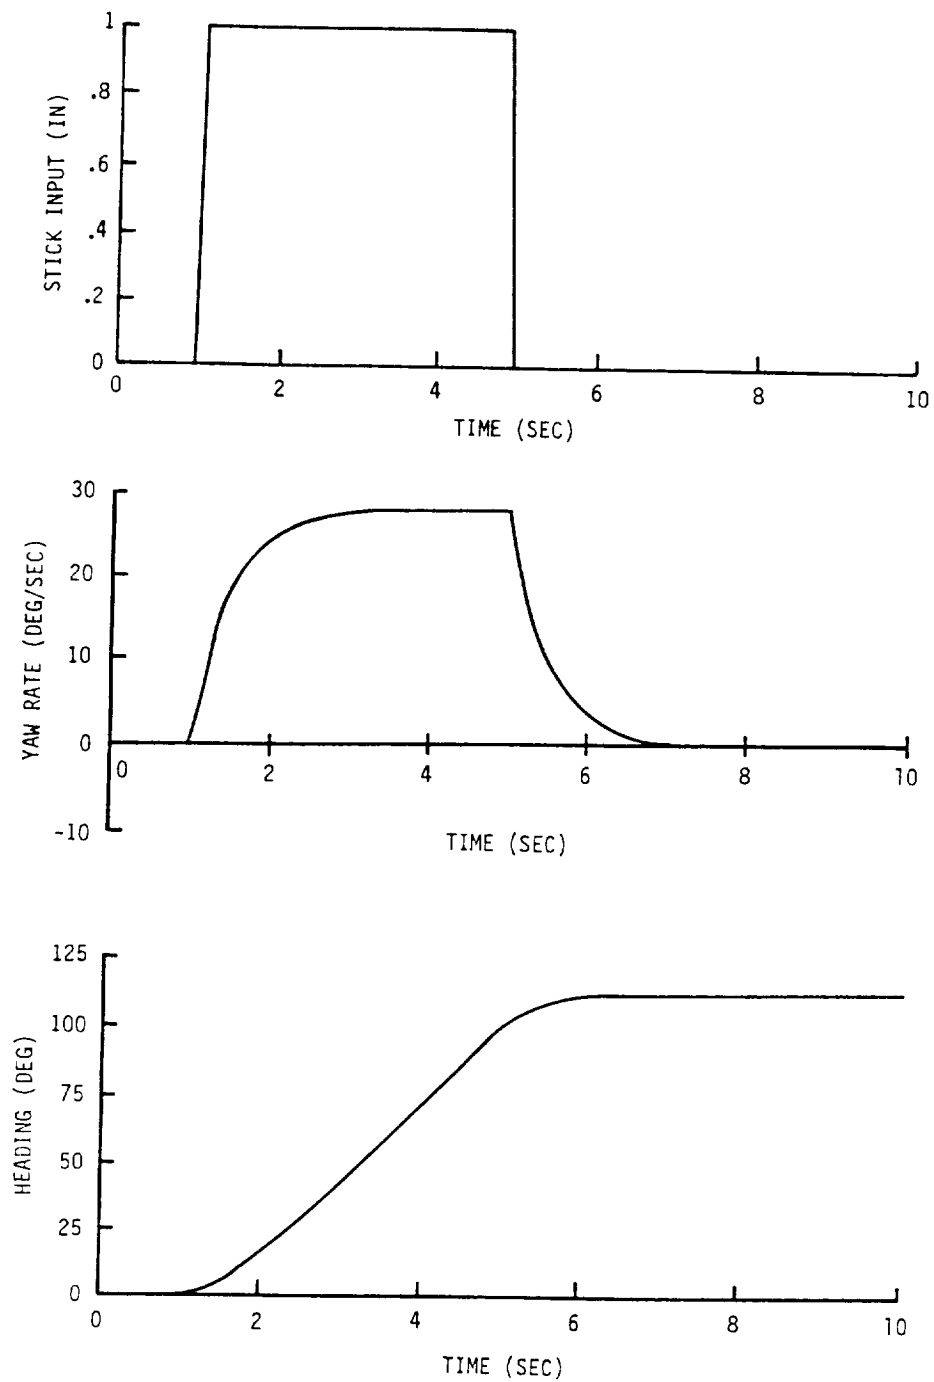 1
.8
.6
.4
.2
0
STICK INPUT (IN)
0 2 4 6 8 10
TIME (SEC)
30
20
10
0
-10
YAW RATE (DEG/SEC)
0 2 4 6 8 10
TIME (SEC)
125
100
75
50
25
0
HEADING (DEG)
0 2 4 6 8 10
TIME (SEC)